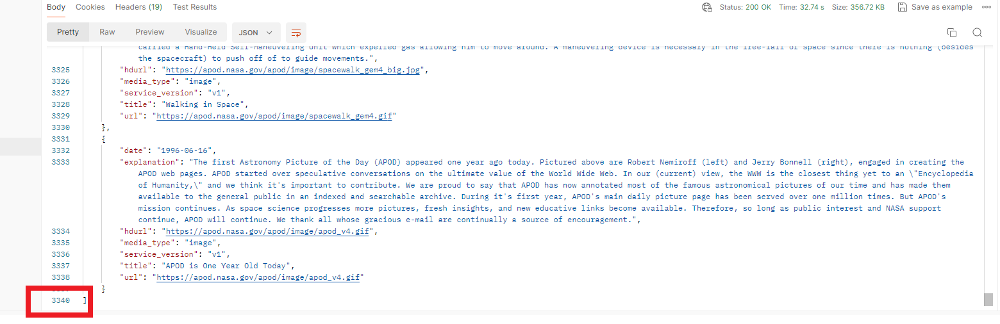 Body Cookies Headers (19) Test Results Status: 200 OK Time: 32.74 s Size: 356.72 KB Save as example
Pretty Raw Preview Visualize JSON
carried a Hand-Held Self-Maneuvering Unit which expelled gas allowing him to move around. A maneuvering device is necessary in the free-fall of space since there is nothing (besides
the spacecraft) to push off of to guide movements.",
3325 "hdurl": "https://apod.nasa.gov/apod/image/spacewalk_gem4_big.jpg",
3326 "media_type": "image",
3327 "service_version": "v1",
3328 "title": "Walking in Space",
3329 "url": "https://apod.nasa.gov/apod/image/spacewalk_gem4.gif"
3330 },
3331 {
3332 "date": "1996-06-16",
3333 "explanation": "The first Astronomy Picture of the Day (APOD) appeared one year ago today. Pictured above are Robert Nemiroff (left) and Jerry Bonnell (right), engaged in creating the
APOD web pages. APOD started over speculative conversations on the ultimate value of the World Wide Web. In our (current) view, the WWW is the closest thing yet to an \"Encyclopedia
of Humanity,\" and we think it's important to contribute. We are proud to say that APOD has now annotated most of the famous astronomical pictures of our time and has made them
available to the general public in an indexed and searchable archive. During it's first year, APOD's main daily picture page has been served over one million times. But APOD's
mission continues. As space science progresses more pictures, fresh insights, and new educative links become available. Therefore, so long as public interest and NASA support
continue, APOD will continue. We thank all whose gracious e-mail are continually a source of encouragement.",
3334 "hdurl": "https://apod.nasa.gov/apod/image/apod_v4.gif",
3335 "media_type": "image",
3336 "service_version": "v1",
3337 "title": "APOD is One Year Old Today",
3338 "url": "https://apod.nasa.gov/apod/image/apod_v4.gif"
}
3340 ]